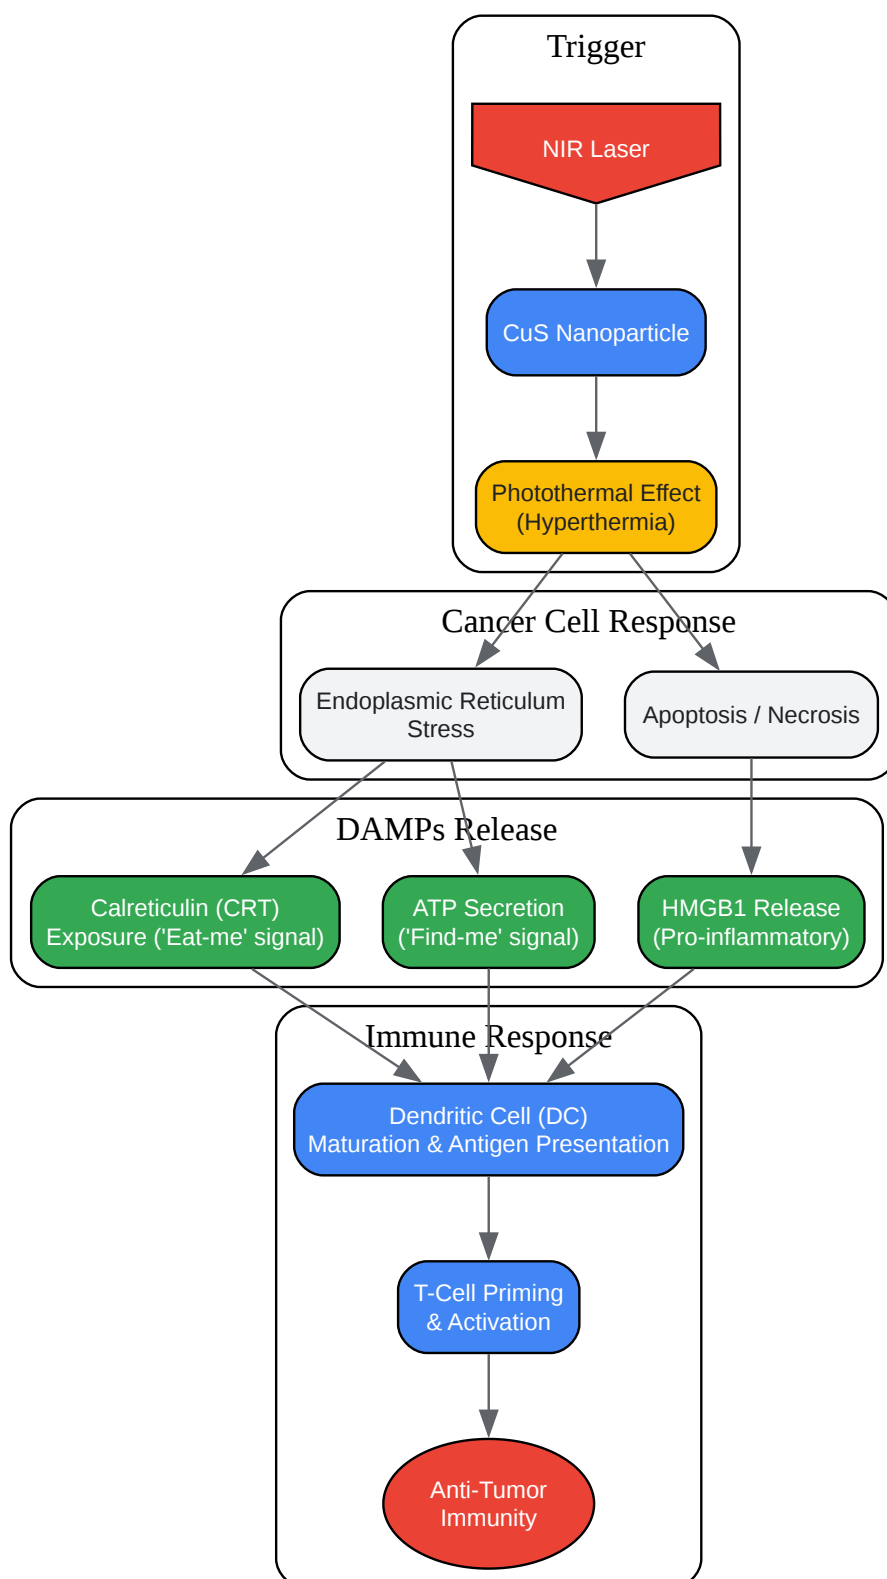 Trigger
NIR Laser
CuS Nanoparticle
Photothermal Effect
(Hyperthermia)
Cancer Cell Response
Endoplasmic Reticulum
Stress
Apoptosis / Necrosis
DAMPs Release
Calreticulin (CRT)
Exposure ('Eat-me' signal)
ATP Secretion
('Find-me' signal)
HMGB1 Release
(Pro-inflammatory)
Immune Response
Dendritic Cell (DC)
Maturation & Antigen Presentation
T-Cell Priming
& Activation
Anti-Tumor
Immunity